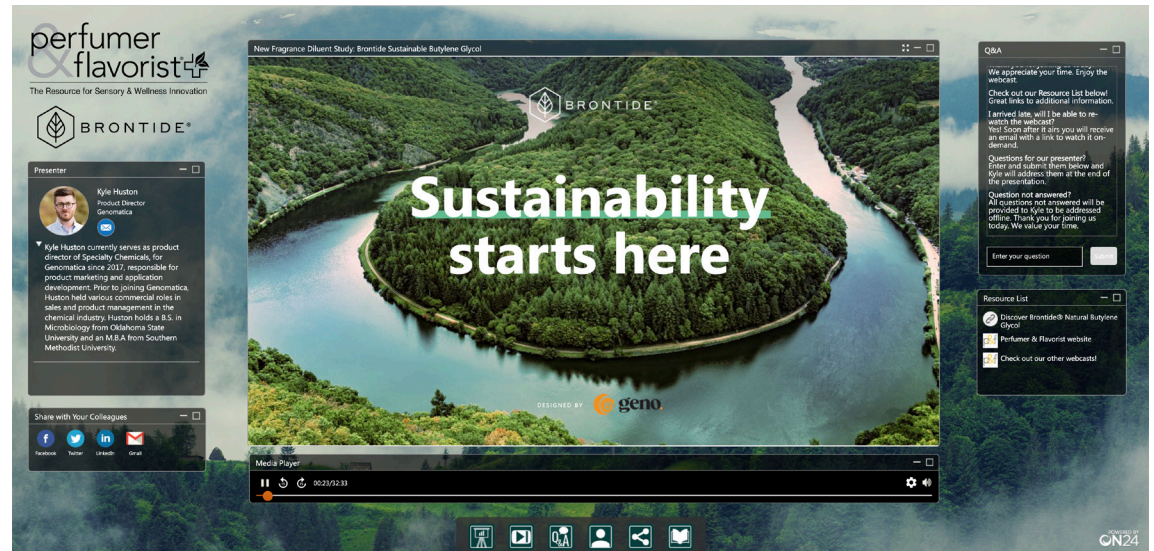 perfumer
& flavorist+
The Resource for Sensory & Wellness Innovation
BRONTIDE®
Presenter
Kyle Huston
Product Director
Genomatica
Kyle Huston currently serves as product
director of Specialty Chemicals, for
Genomatica since 2017, responsible for
product marketing and application
development. Prior to joining Genomatica,
Huston held various commercial roles in
sales and product management in the
chemical industry. Huston holds a B.S. in
Microbiology from Oklahoma State
University and an M.B.A from Southern
Methodist University.
Share with Your Colleagues
Facebook
Twitter
LinkedIn
Gmail
New Fragrance Diluent Study: Brontide Sustainable Butylene Glycol
BRONTIDE
Sustainability
starts here
DESIGNED BY geno.
Media Player
00:23/32:33
Q&A
Q&A
We appreciate your time. Enjoy the
webcast.
Check out our Resource List below!
Great links to additional information.
I arrived late, will I be able to re-
watch the webcast?
Yes! Soon after it airs you will receive
an email with a link to watch it on-
demand.
Questions for our presenter?
Enter and submit them below and
Kyle will address them at the end of
the presentation.
Question not answered?
All questions not answered will be
provided to Kyle to be addressed
offline. Thank you for joining us
today. We value your time.
Enter your question
Submit
Resource List
Discover Brontide® Natural Butylene
Glycol
p&f
Perfumer & Flavorist website
p&f
Check out our other webcasts!
POWERED BY
ON24